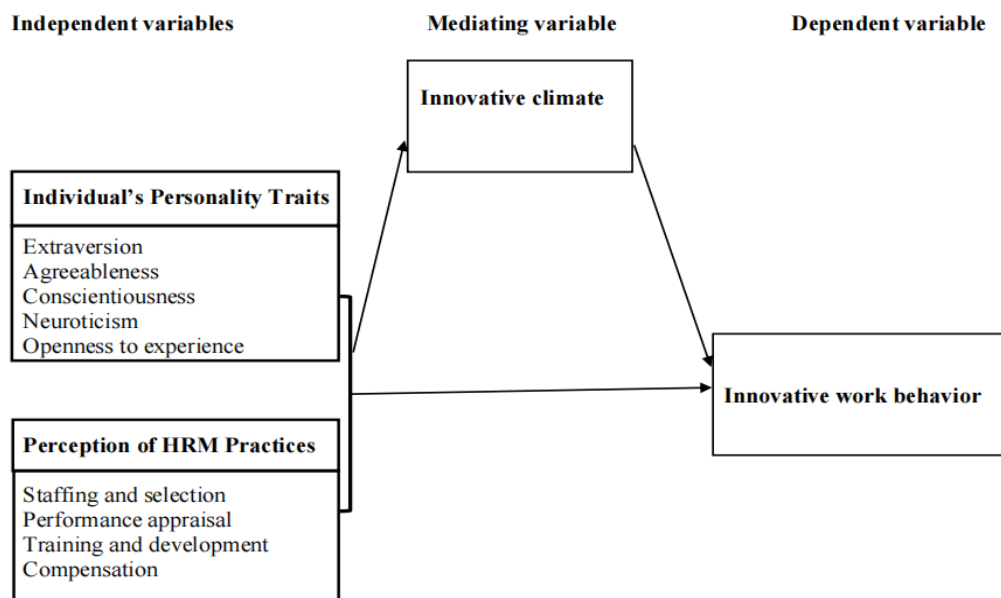 Independent variables
Mediating variable
Dependent variable
Innovative climate
Individual’s Personality Traits
Extraversion
Agreeableness
Conscientiousness
Neuroticism
Openness to experience
Innovative work behavior
Perception of HRM Practices
Staffing and selection
Performance appraisal
Training and development
Compensation